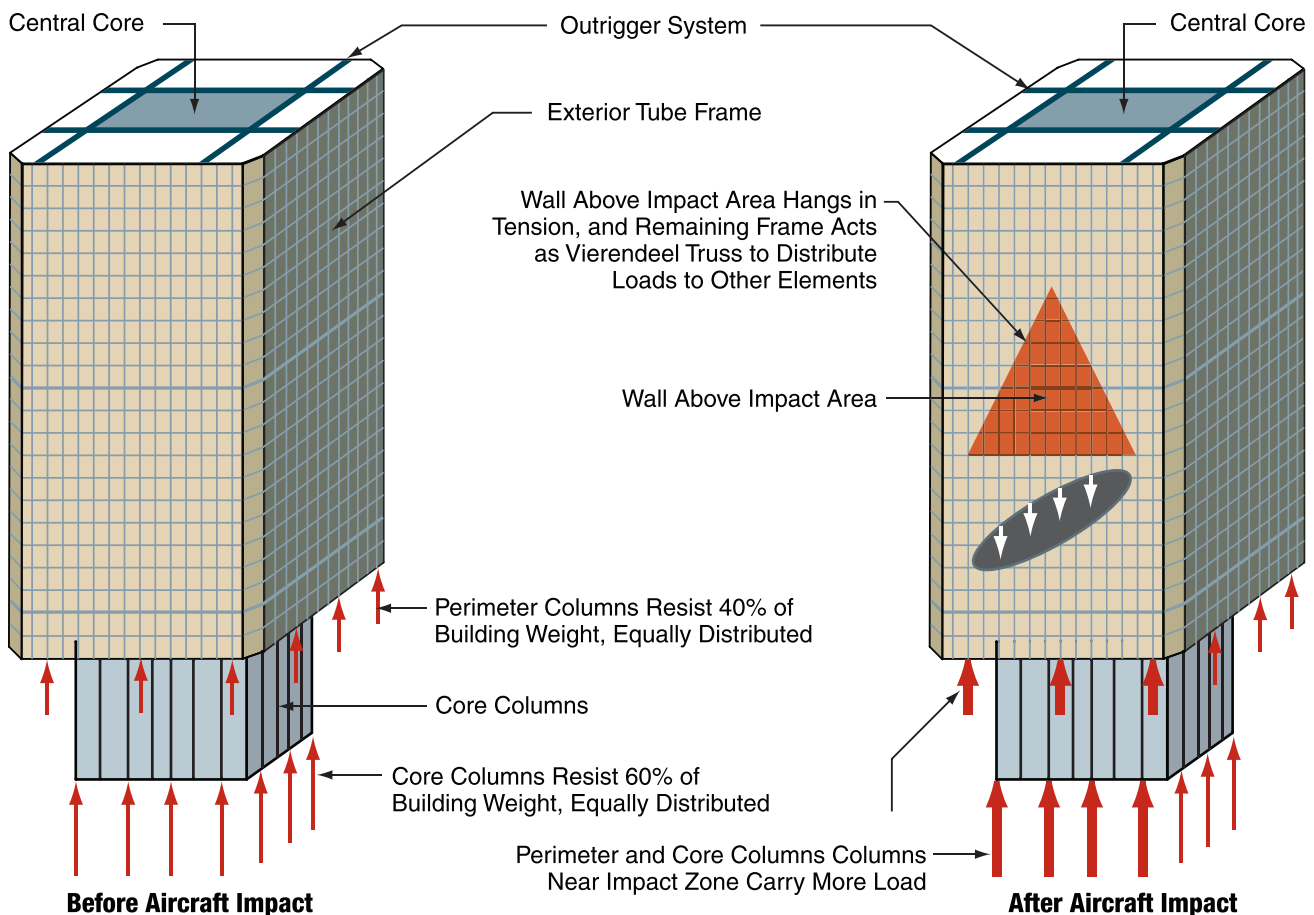 Central Core
Outrigger System
Central Core
Exterior Tube Frame
Wall Above Impact Area Hangs in
Tension, and Remaining Frame Acts
as Vierendeel Truss to Distribute
Loads to Other Elements
Wall Above Impact Area
Perimeter Columns Resist 40% of
Building Weight, Equally Distributed
Core Columns
Core Columns Resist 60% of
Building Weight, Equally Distributed
Perimeter and Core Columns Columns
Near Impact Zone Carry More Load
Before Aircraft Impact
After Aircraft Impact